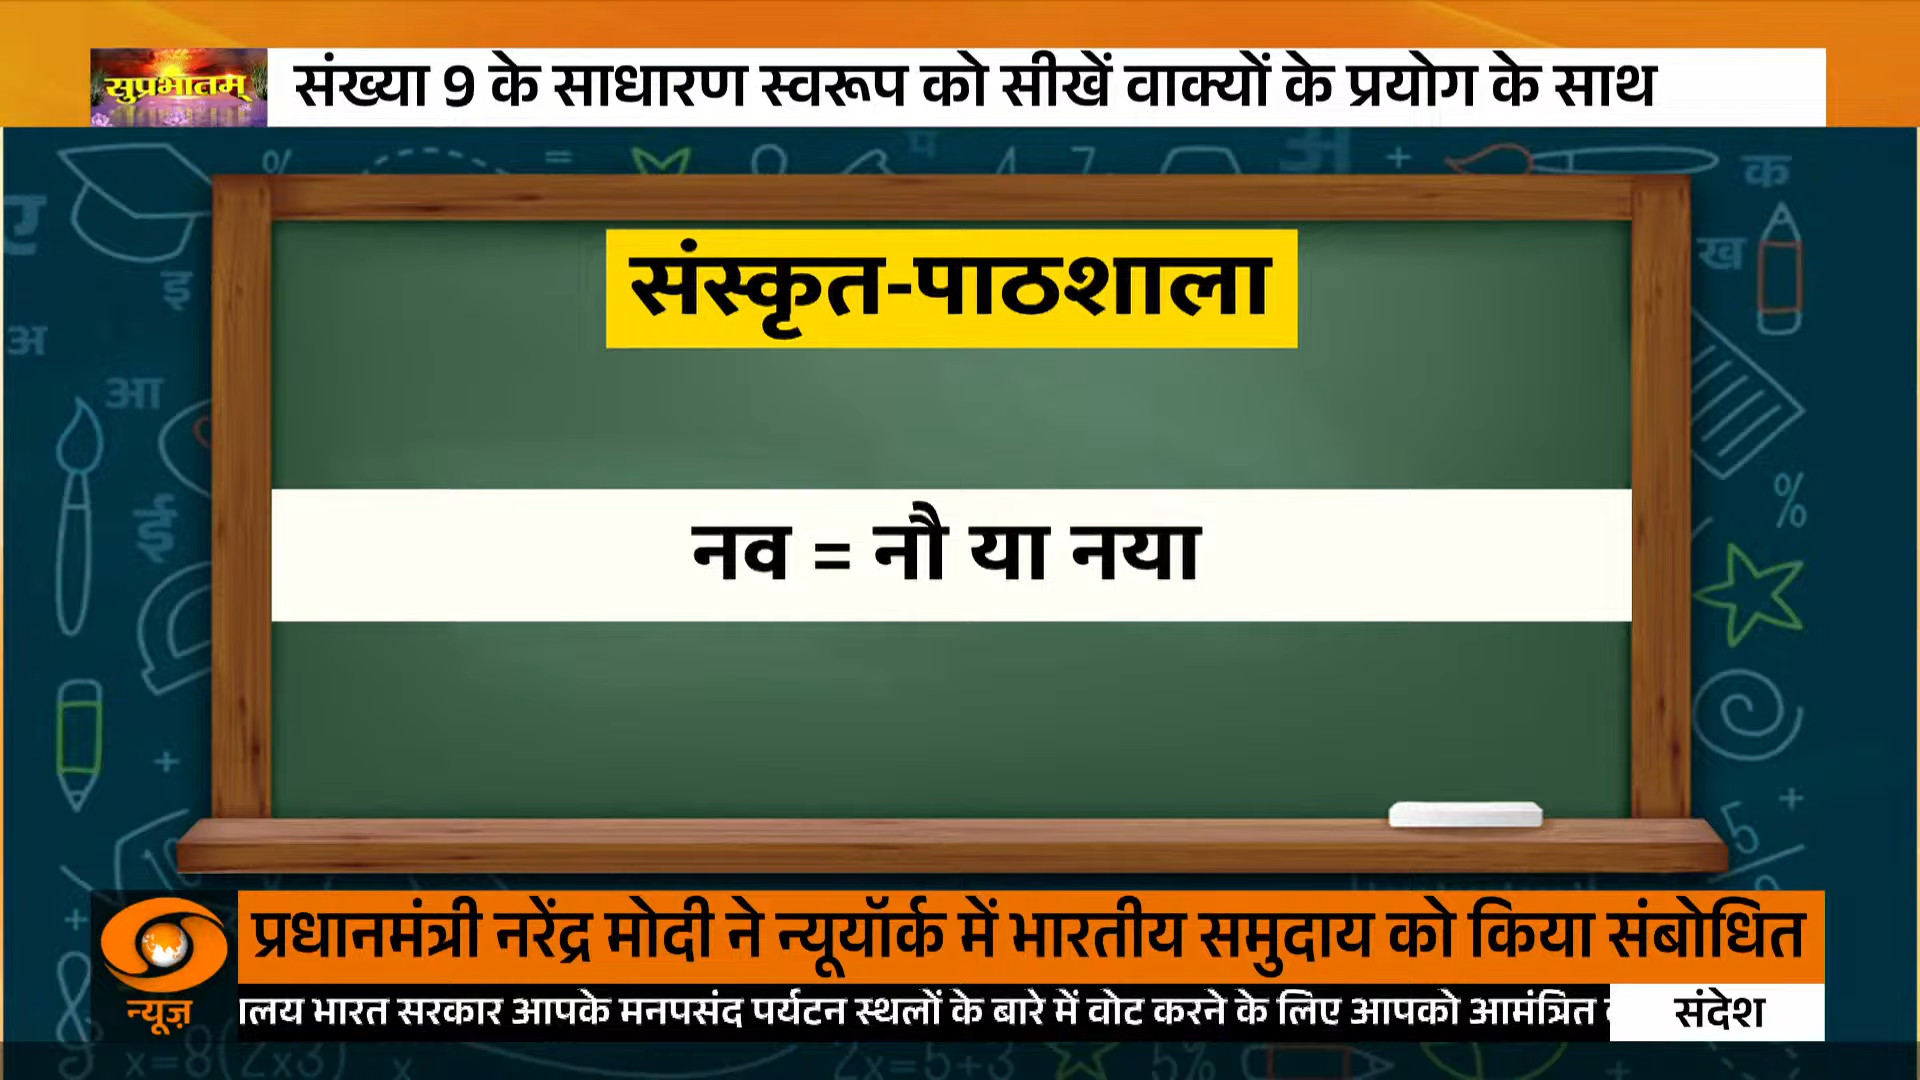 सुप्रभातम्
संख्या 9 के साधारण स्वरूप को सीखें वाक्यों के प्रयोग के साथ
संस्कृत-पाठशाला
नव = नौ या नया
प्रधानमंत्री नरेंद्र मोदी ने न्यूयॉर्क में भारतीय समुदाय को किया संबोधित
न्यूज़
भारत सरकार आपके मनपसंद पर्यटन स्थलों के बारे में वोट करने के लिए आपको आमंत्रित
संदेश